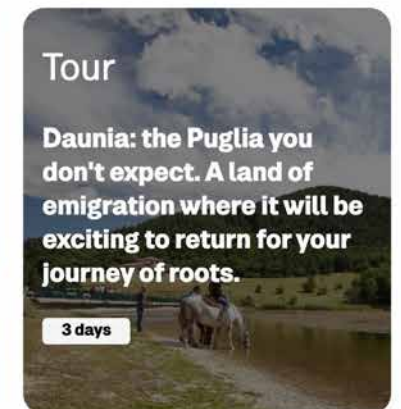 Tour
Daunia: the Puglia you
don't expect. A land of
emigration where it will be
exciting to return for your
journey of roots.
3 days